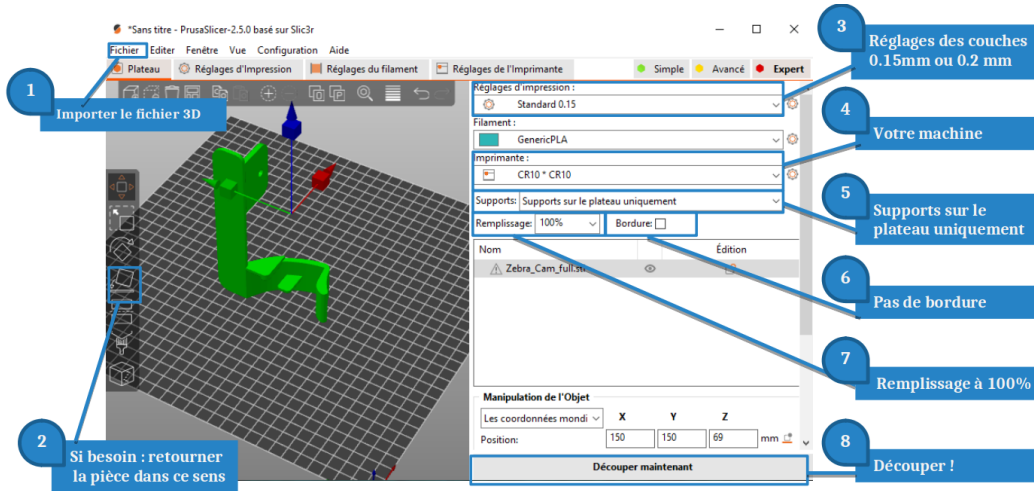 *Sans titre - PrusaSlicer-2.5.0 basé sur Slic3r
Fichier Editer Fenêtre Vue Configuration Aide
Plateau Réglages d'Impression Réglages du filament Réglages de l'Imprimante Simple Avancé Expert
1
Importer le fichier 3D
2
Si besoin : retourner
la pièce dans ce sens
Réglages d'impression :
Standard 0.15
Filament :
GenericPLA
Imprimante :
CR10 * CR10
Supports: Supports sur le plateau uniquement
Remplissage: 100% Bordure:
Nom Édition
Zebra_Cam_full.stl
Manipulation de l'Objet
Les coordonnées mondi X Y Z
Position: 150 150 69 mm
Découper maintenant
3
Réglages des couches
0.15mm ou 0.2 mm
4
Votre machine
5
Supports sur le
plateau uniquement
6
Pas de bordure
7
Remplissage à 100%
8
Découper !